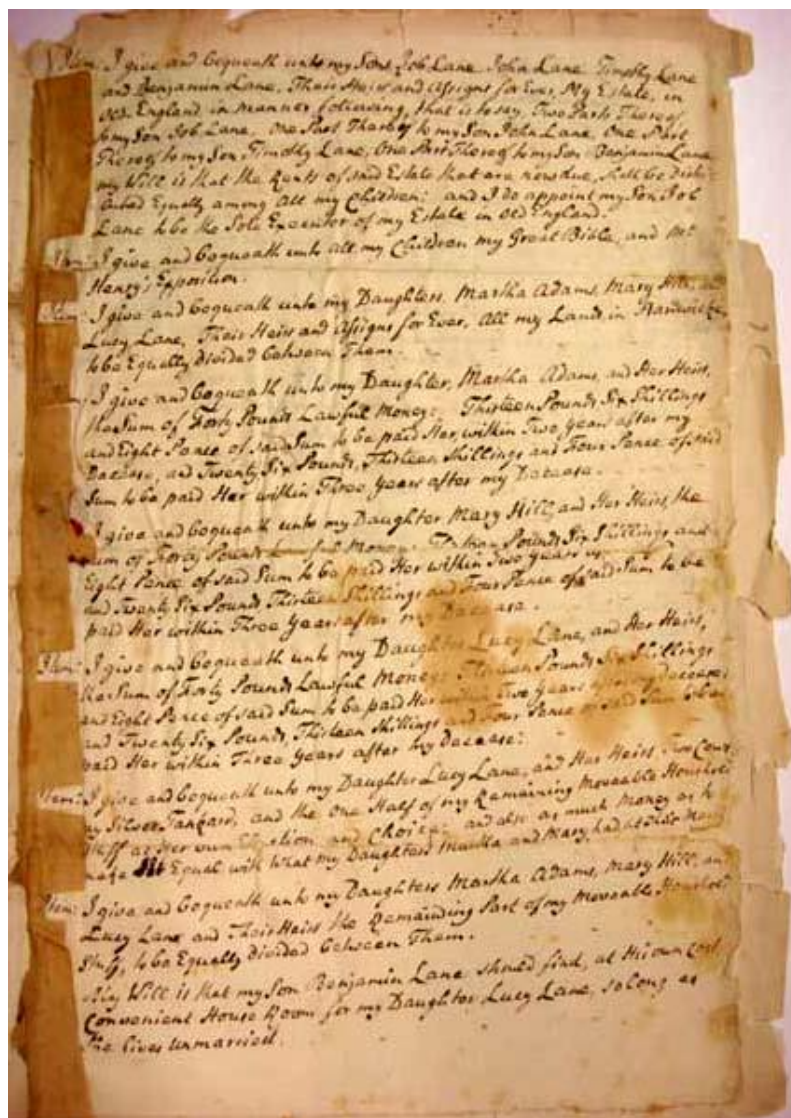 Item: I give and bequeath unto my Sons Job Lane John Lane Timothy Lane
and Benjamin Lane, Their Heirs and Assigns for Ever, My Estate, in
Old England in manner following, that is to say, Two Parts Thereof
to my Son Job Lane, One Part Thereof to my Son John Lane, One Part
Thereof to my Son Timothy Lane, One Part Thereof to my Son Benjamin Lane
my Will is that the Rents of said Estate that are now due, shall be Distri-
buted Equally among all my Children: and I do appoint my Son Job
Lane to be the Sole Executor of my Estate in Old England.
Item: I give and bequeath unto all my Children my Great Bible, and Mr
Henry's Exposition.
Item: I give and bequeath unto my Daughters, Martha Adams, Mary Hill, and
Lucy Lane, Their Heirs and Assigns for Ever, All my Lands in
to be Equally Divided between Them.
I give and bequeath unto my Daughter, Martha Adams, and Her Heirs,
the Sum of Forty Pounds Lawful Money: Thirteen Pounds Six Shillings
and Eight Pence of said Sum to be paid Her, within Two years after my
Decease, and Twenty Six Pounds, Thirteen Shillings and Four Pence of said
Sum to be paid Her within Three years after my Decease.
I give and bequeath unto my Daughter Mary Hill, and Her Heirs, the
Sum of Forty Pounds Lawful Money: Pounds Six Shillings and
Eight Pence of said Sum to be paid Her within Two years
and Twenty Six Pounds Thirteen Shillings and Four Pence of said Sum to be
paid Her within Three years after my Decease.
Item: I give and bequeath unto my Daughter Lucy Lane, and Her Heirs,
the Sum of Forty Pounds Lawful Money: Thirteen Pounds Six Shillings
and Eight Pence of said Sum to be paid Her within Two years after my Decease
and Twenty Six Pounds, Thirteen Shillings and Four Pence of said Sum to be
paid Her within Three years after my Decease:
Item: I give and bequeath unto my Daughter Lucy Lane, and Her Heirs Two Cows
my Silver Tankard, and the One Half of my Remaining Moveable Household
Stuff at Her own Election and Choice: and also as much Money as to
make Equal with what my Daughters Martha and Mary, had at
Item: I give and bequeath unto my Daughters Martha Adams, Mary Hill, and
Lucy Lane and Their Heirs the Remainding Part of my Moveable Household
Stuff, to be Equally Divided between Them.
My Will is that my Son Benjamin Lane should find, at His own Cost
Convenient House Room for my Daughter Lucy Lane, so long as
She lives unmarried.